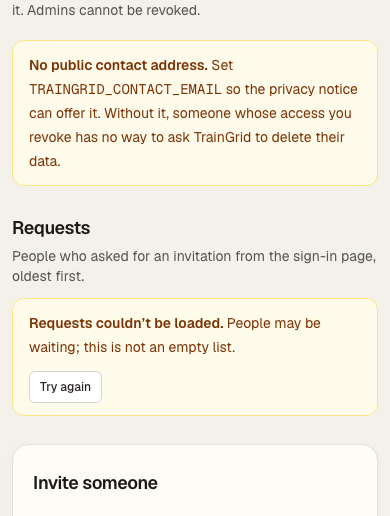 it. Admins cannot be revoked.
No public contact address. Set
TRAINGRID_CONTACT_EMAIL so the privacy notice
can offer it. Without it, someone whose access you
revoke has no way to ask TrainGrid to delete their
data.
Requests
People who asked for an invitation from the sign-in page,
oldest first.
Requests couldn’t be loaded. People may be
waiting; this is not an empty list.
Try again
Invite someone